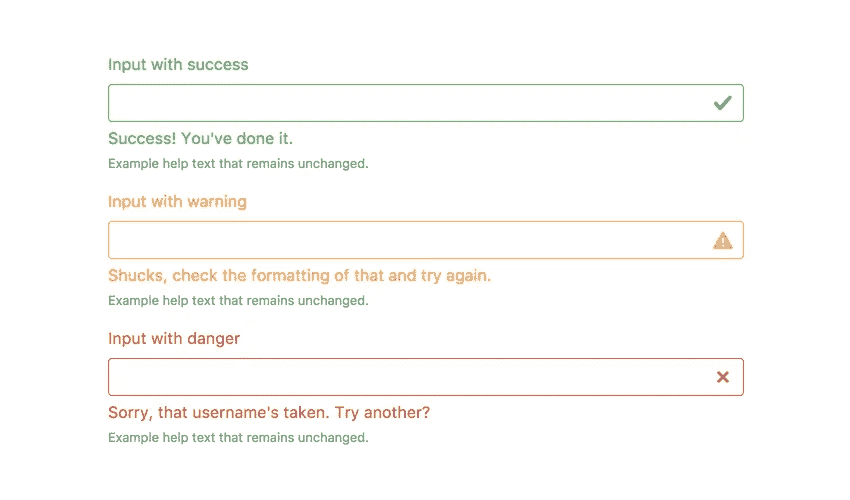 Input with success
Success! You've done it.
Example help text that remains unchanged.
Input with warning
Shucks, check the formatting of that and try again.
Example help text that remains unchanged.
Input with danger
Sorry, that username's taken. Try another?
Example help text that remains unchanged.